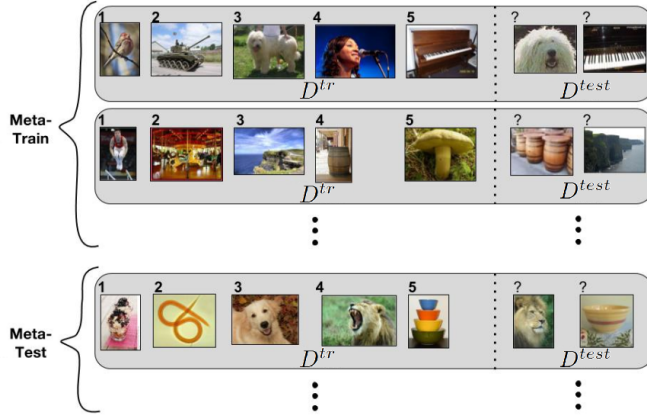 Meta-
Train
1 2 3 4 5 ? ?
D^{tr} D^{test}
1 2 3 4 5 ? ?
D^{tr} D^{test}
Meta-
Test
1 2 3 4 5 ? ?
D^{tr} D^{test}